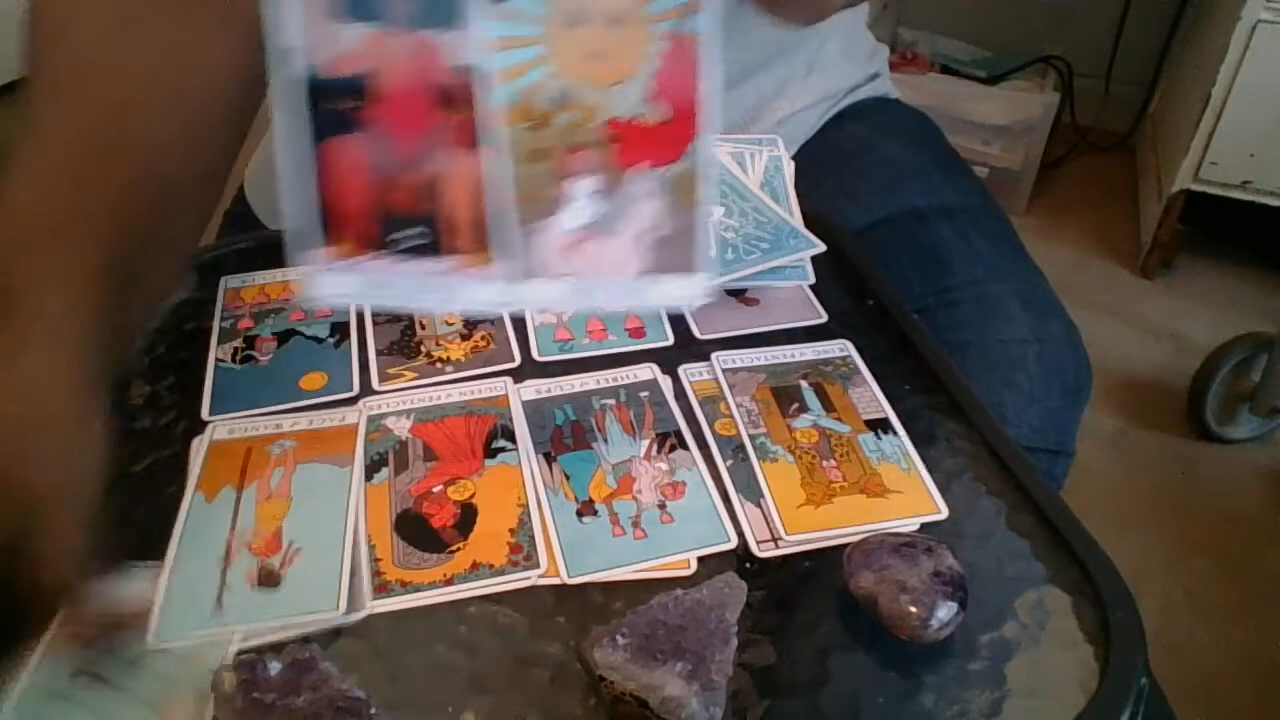 PAGE of WANDS
QUEEN of PENTACLES
THREE of CUPS
KING of PENTACLES